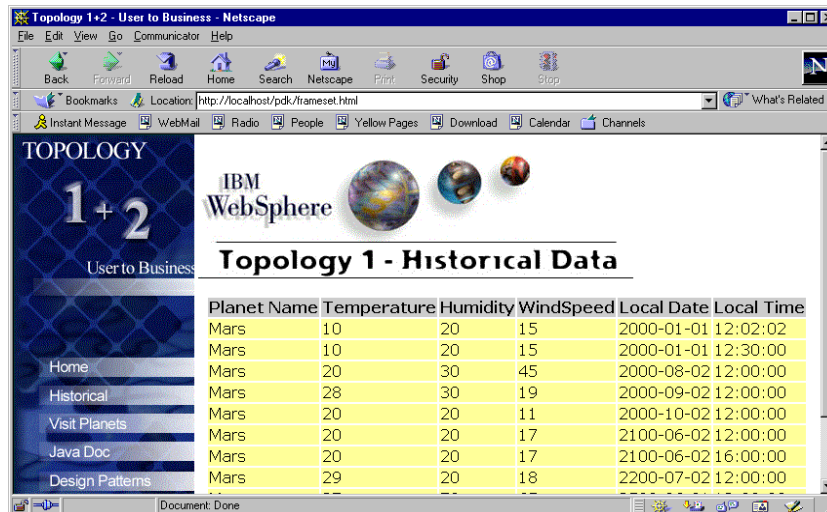 Topology 1+2 - User to Business - Netscape
File Edit View Go Communicator Help
Back Forward Reload Home Search Netscape Print Security Shop Stop
Bookmarks Location: http://localhost/pdk/frameset.html What's Related
Instant Message WebMail Radio People Yellow Pages Download Calendar Channels
TOPOLOGY
1+2
User to Business
Home
Historical
Visit Planets
Java Doc
Design Patterns
IBM
WebSphere
Topology 1 - Historical Data
Planet Name Temperature Humidity WindSpeed Local Date Local Time
Mars 10 20 15 2000-01-01 12:02:02
Mars 10 20 15 2000-01-01 12:30:00
Mars 20 30 45 2000-08-02 12:00:00
Mars 28 30 19 2000-09-02 12:00:00
Mars 20 20 11 2000-10-02 12:00:00
Mars 20 20 17 2100-06-02 12:00:00
Mars 20 20 17 2100-06-02 16:00:00
Mars 29 20 18 2200-07-02 12:00:00
Document: Done